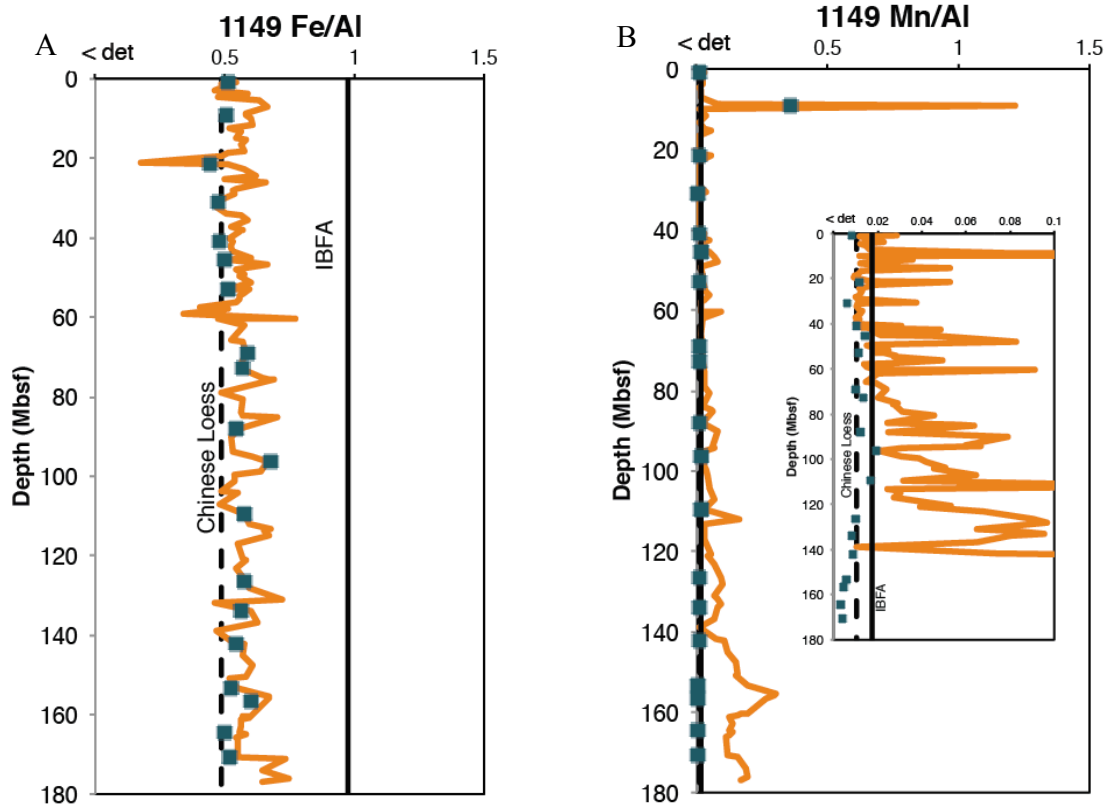 A
1149 Fe/Al
< det
0.5
1
1.5
0
20
40
60
80
100
120
140
160
180
Depth (Mbsf)
Chinese Loess
IBFA
B
1149 Mn/Al
< det
0.5
1
1.5
0
20
40
60
80
100
120
140
160
180
Depth (Mbsf)
< det
0.02
0.04
0.06
0.08
0.1
0
20
40
60
80
100
120
140
160
180
Depth (Mbsf)
Chinese Loess
IBFA